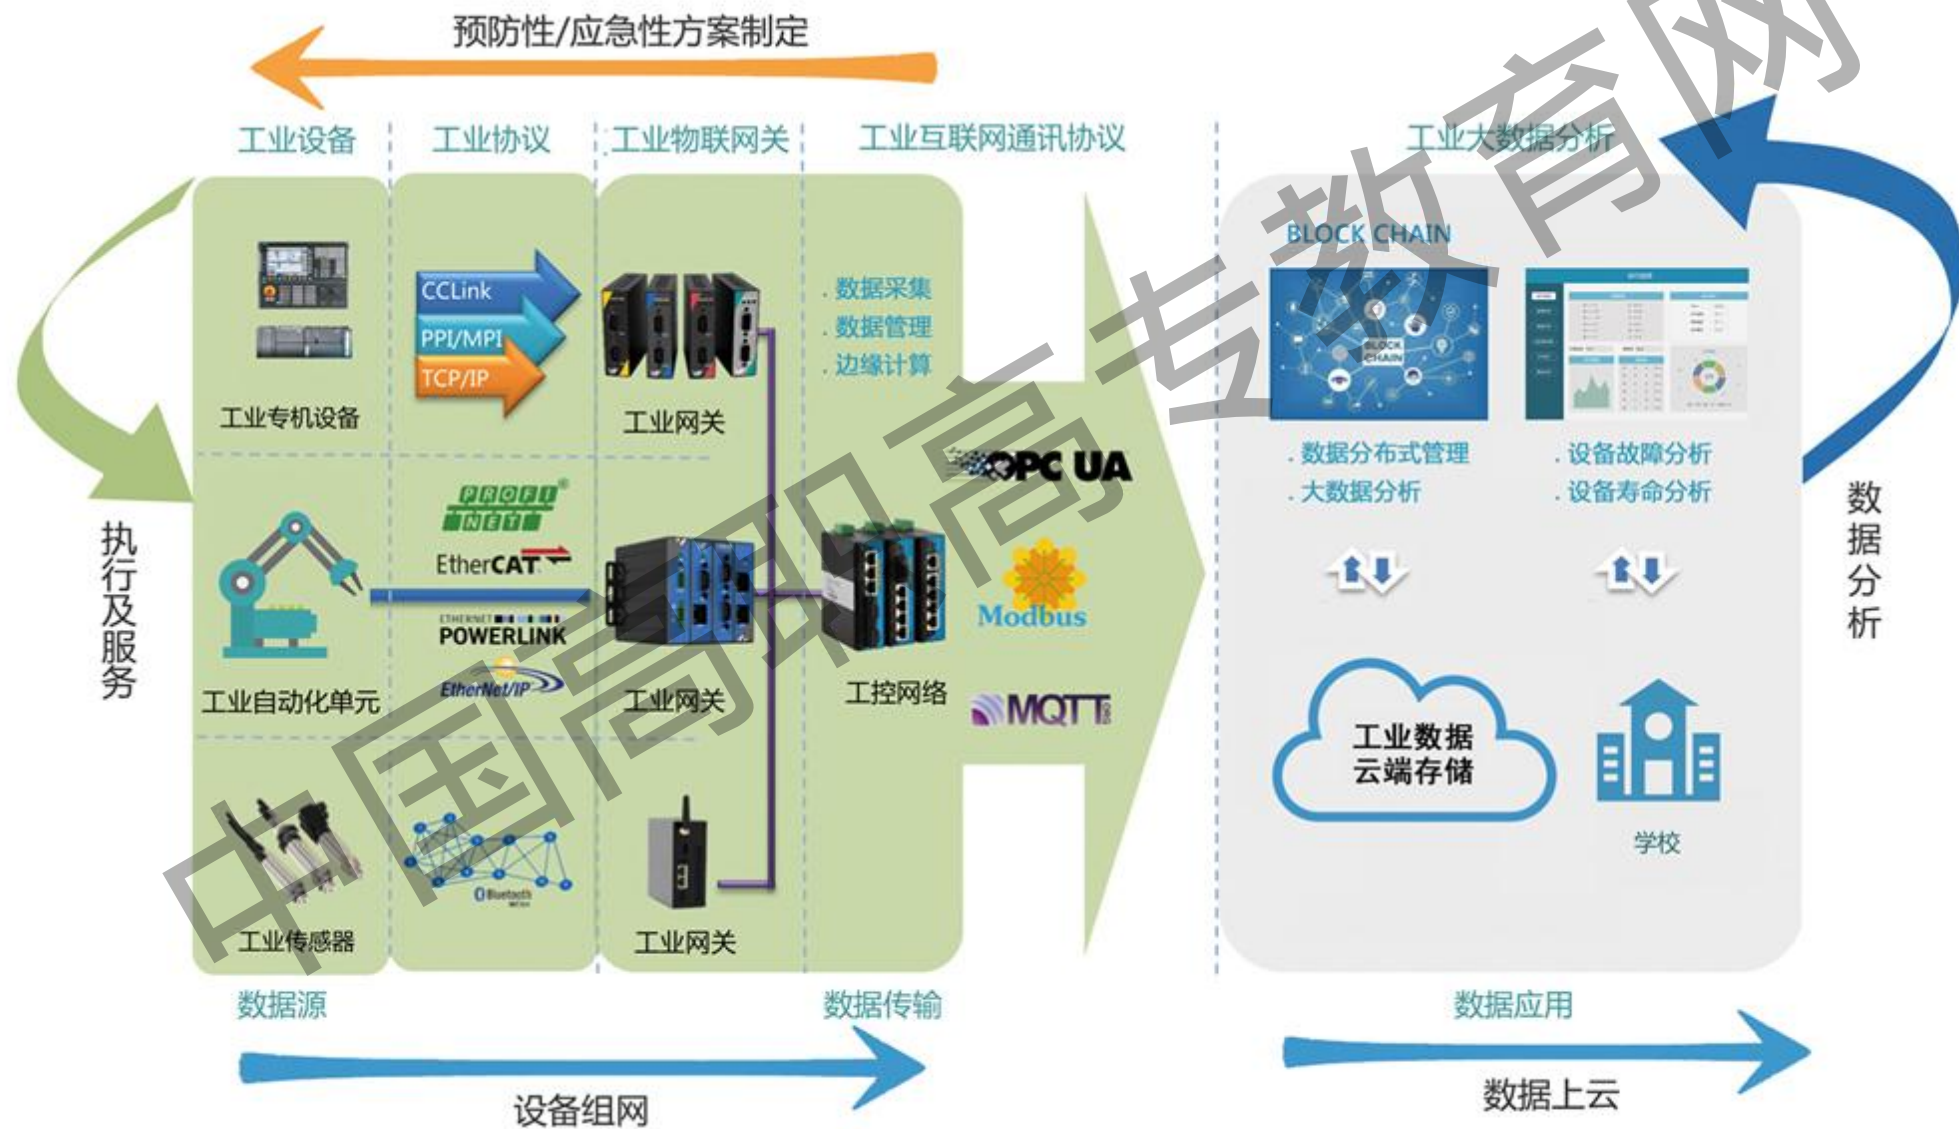 预防性/应急性方案制定
工业设备
工业协议
工业物联网关
工业互联网通讯协议
工业大数据分析
BLOCK CHAIN
CCLink
PPI/MPI
TCP/IP
. 数据采集
. 数据管理
. 边缘计算
BLOCK
CHAIN
工业专机设备
工业网关
. 数据分布式管理
. 大数据分析
. 设备故障分析
. 设备寿命分析
OPC UA
执行及服务
数据分析
PROFI
NET
EtherCAT
ETHERNET
POWERLINK
EtherNet/IP
Modbus
工业自动化单元
工业网关
工控网络
MQTT
工业数据
云端存储
学校
Bluetooth
工业传感器
工业网关
数据源
数据传输
数据应用
设备组网
数据上云
中国高职高专教育网